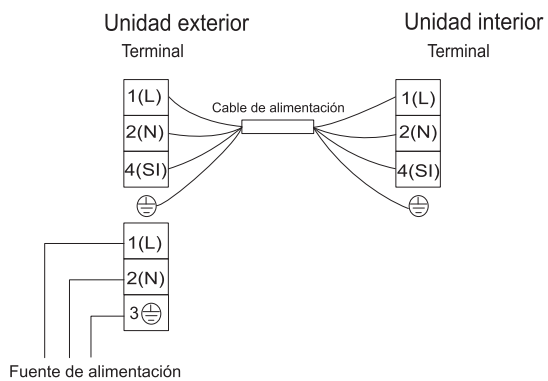 Unidad exterior
Terminal
Unidad interior
Terminal
1(L)
2(N)
4(SI)
Cable de alimentación
1(L)
2(N)
4(SI)
1(L)
2(N)
3
Fuente de alimentación